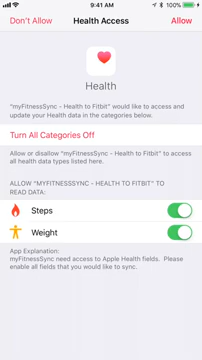 9:41 AM 100%
Don't Allow Health Access Allow
Health
"myFitnessSync - Health to Fitbit" would like to access and
update your Health data in the categories below.
Turn All Categories Off
Allow or disallow "myFitnessSync - Health to Fitbit" to access
all health data types listed here.
ALLOW "MYFITNESSSYNC - HEALTH TO FITBIT" TO
READ DATA:
Steps
Weight
App Explanation:
myFitnessSync need access to Apple Health fields. Please
enable all fields that you would like to sync.